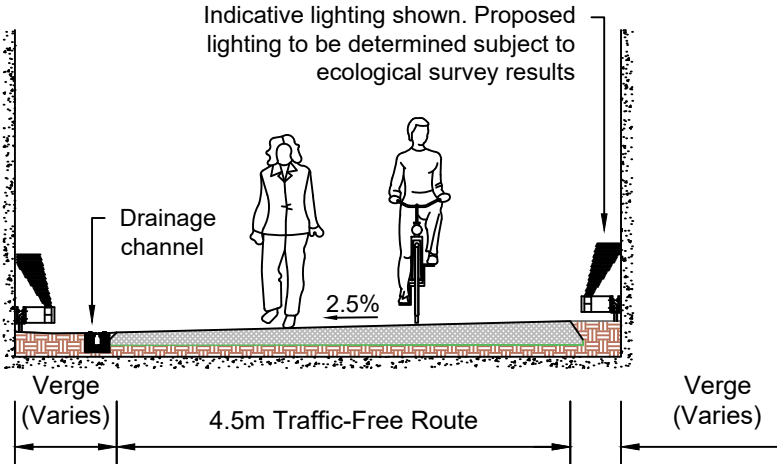 Indicative lighting shown. Proposed
lighting to be determined subject to
ecological survey results
Drainage
channel
2.5%
Verge
(Varies)
4.5m Traffic-Free Route
Verge
(Varies)